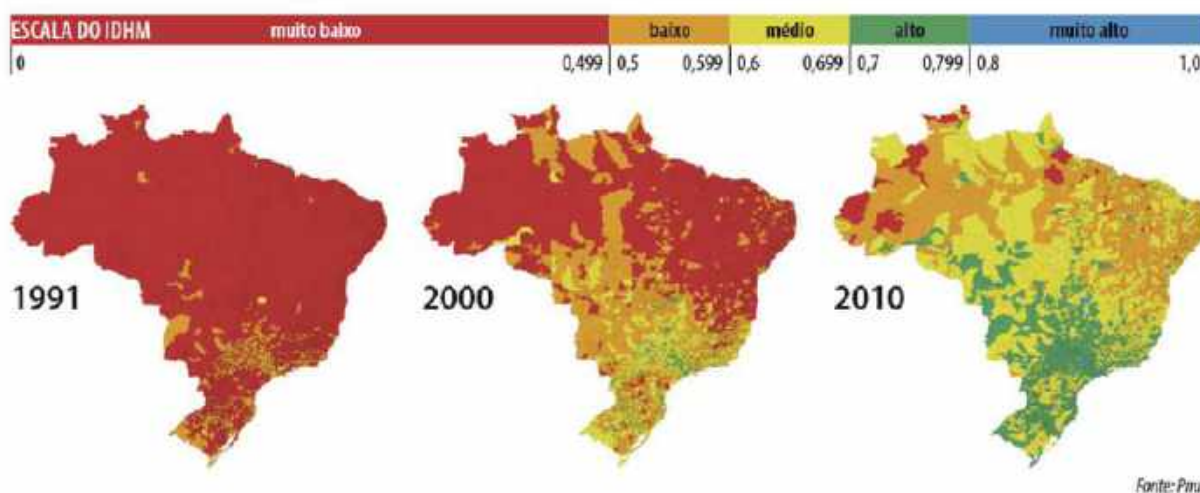 ESCALA DO IDHM muito baixo baixo médio alto muito alto
0 0,499 0,5 0,599 0,6 0,699 0,7 0,799 0,8 1,0
1991 2000 2010
Fonte: